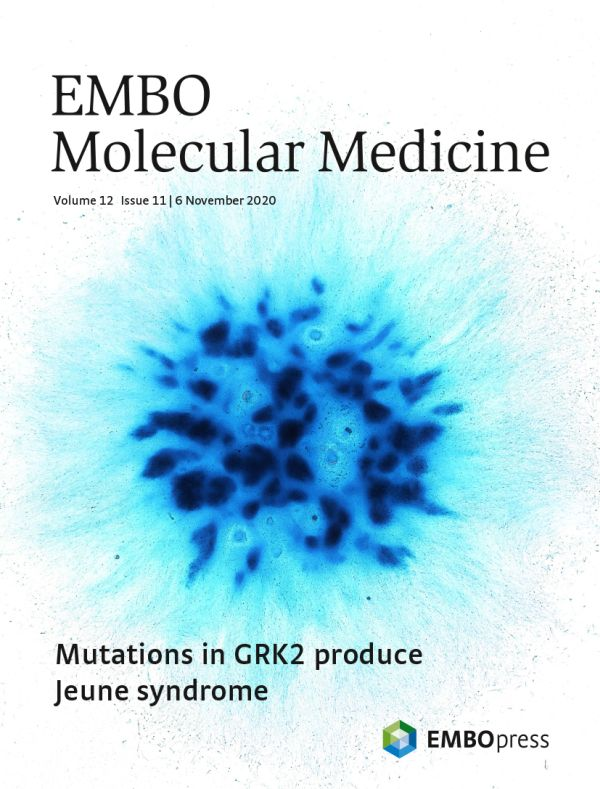 EMBO
Molecular Medicine
Volume 12 Issue 11 | 6 November 2020
Mutations in GRK2 produce
Jeune syndrome
EMBOpress